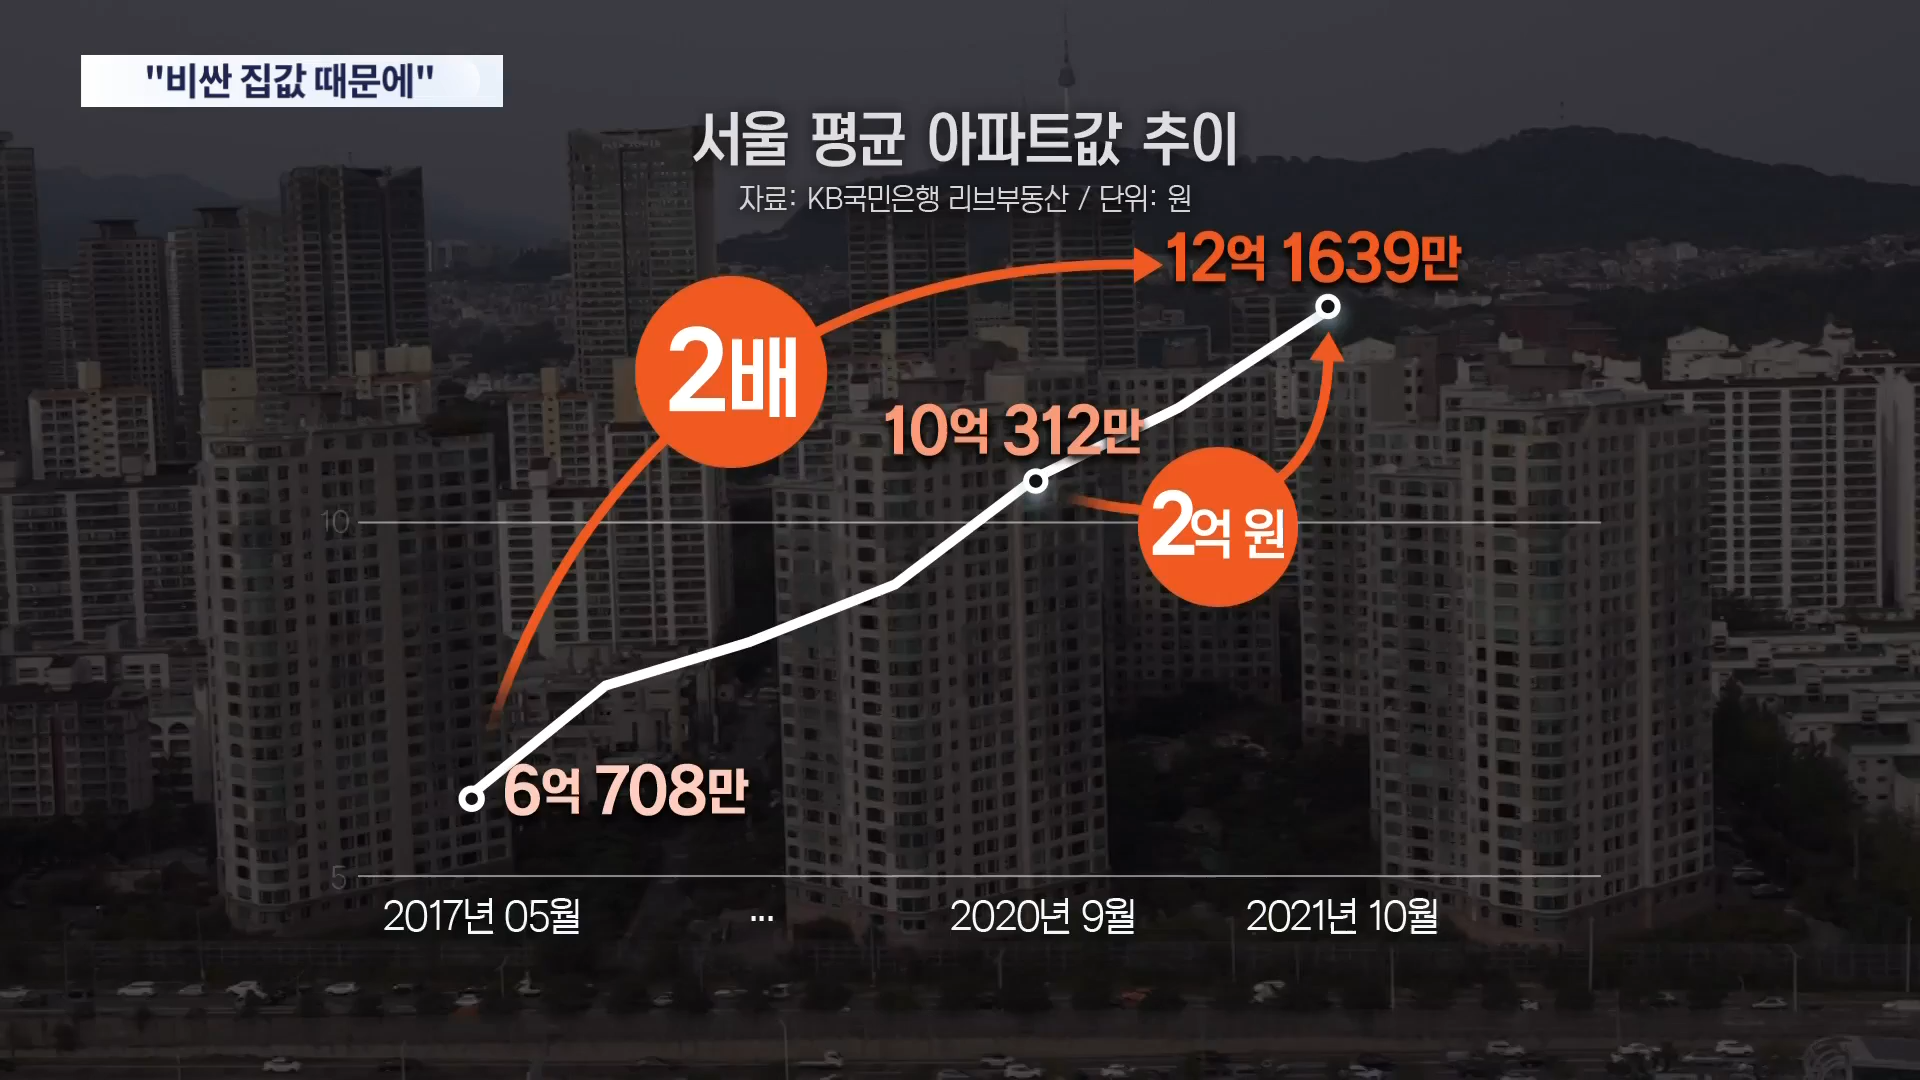 "비싼 집값 때문에"
서울 평균 아파트값 추이
자료: KB국민은행 리브부동산 / 단위: 원
12억 1639만
2배
10억 312만
10
2억 원
6억 708만
5
2017년 05월 ... 2020년 9월 2021년 10월